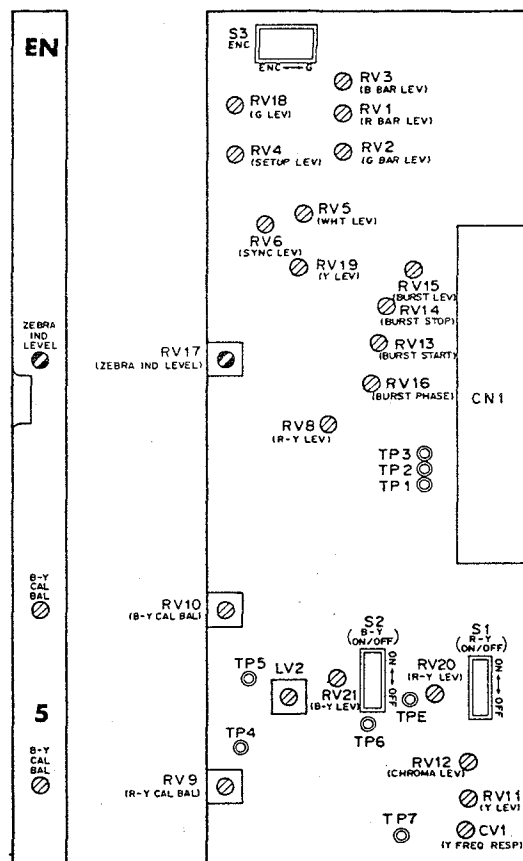 EN
ZEBRA
IND
LEVEL
B-Y
CAL
BAL
5
B-Y
CAL
BAL
S3
ENC
ENC ⟷ G
RV3
(B BAR LEV)
RV18
(G LEV)
RV1
(R BAR LEV)
RV4
(SETUP LEV)
RV2
(G BAR LEV)
RV5
(WHT LEV)
RV6
(SYNC LEV)
RV19
(Y LEV)
RV15
(BURST LEV)
RV14
(BURST STOP)
RV17
(ZEBRA IND LEVEL)
RV13
(BURST START)
RV16
(BURST PHASE)
CN1
RV8
(R-Y LEV)
TP3
TP2
TP1
RV10
(B-Y CAL BAL)
S2
(B-Y
ON/OFF)
ON ⟷ OFF
S1
(R-Y
ON/OFF)
ON ⟷ OFF
TP5
LV2
RV21
(B-Y LEV)
RV20
(R-Y LEV)
TPE
TP6
TP4
RV12
(CHROMA LEV)
RV9
(R-Y CAL BAL)
RV11
(Y LEV)
TP7
CV1
(Y FREQ RESP)